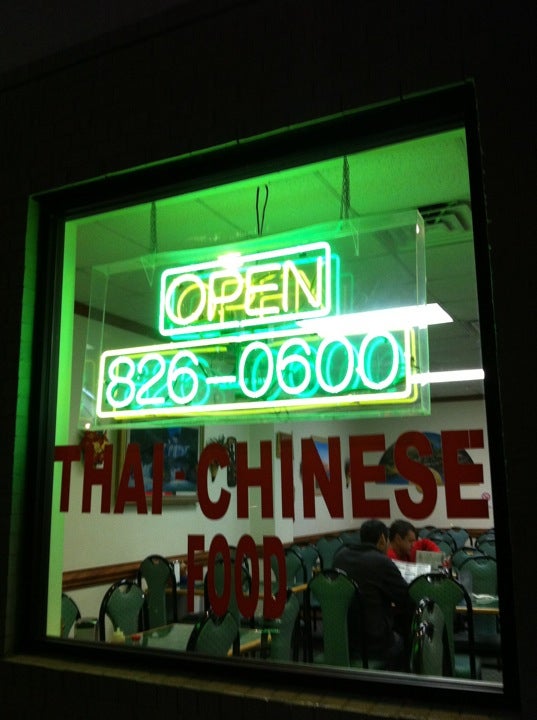 OPEN
826-0600
THAI·CHINESE
FOOD